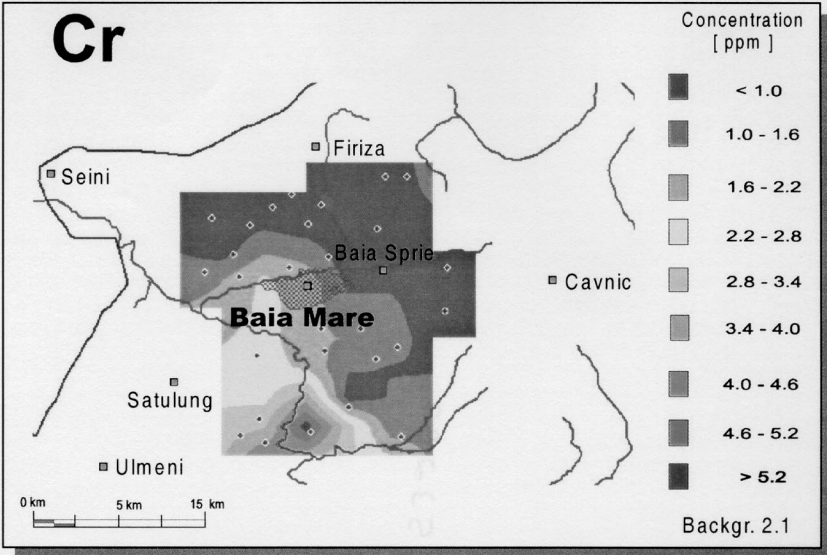 Cr
Concentration
[ ppm ]
< 1.0
1.0 - 1.6
1.6 - 2.2
2.2 - 2.8
2.8 - 3.4
3.4 - 4.0
4.0 - 4.6
4.6 - 5.2
> 5.2
Backgr. 2.1
Firiza
Seini
Baia Sprie
Cavnic
Baia Mare
Satulung
Ulmeni
0 km 5 km 15 km